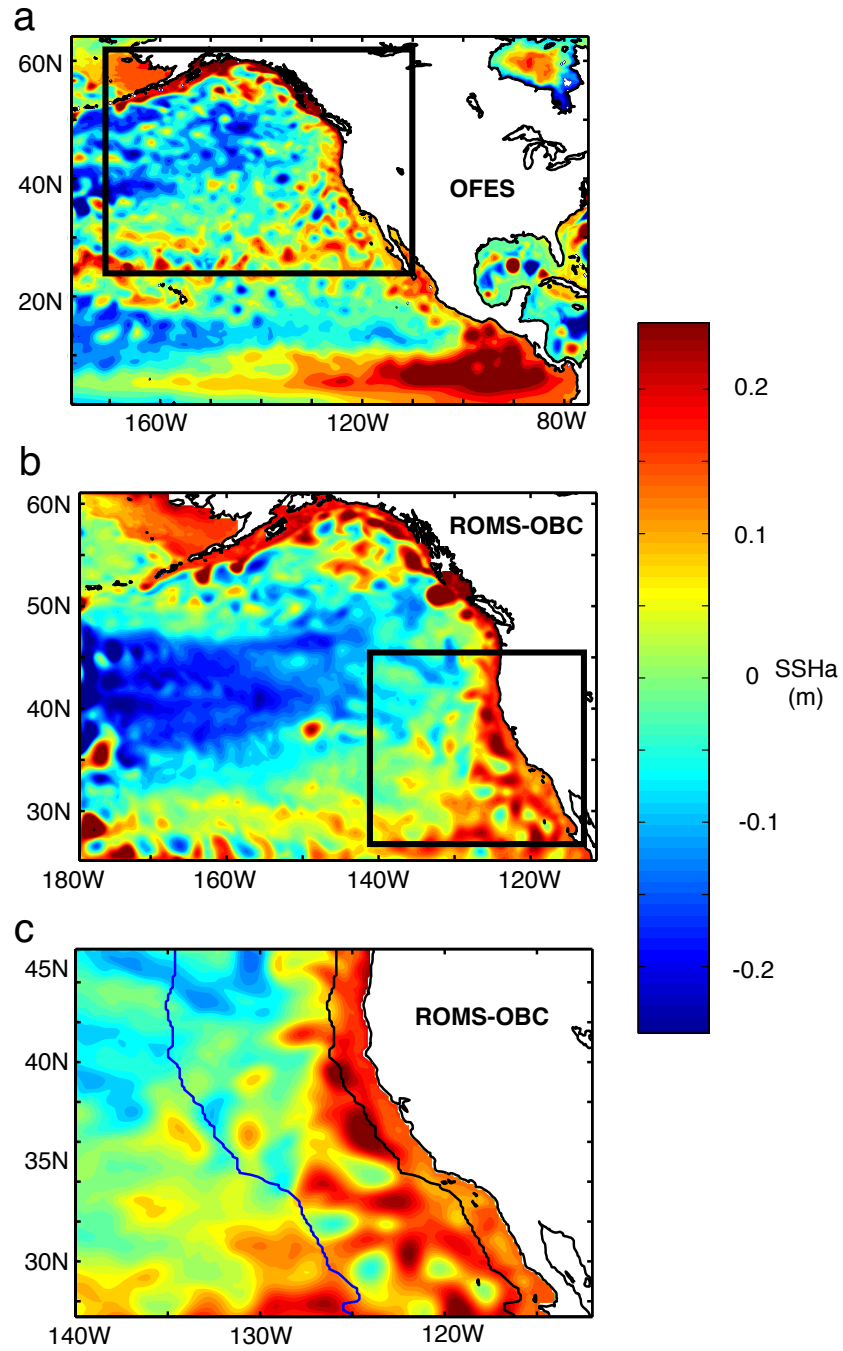 a
60N
40N
20N
OFES
160W 120W 80W
b
60N
50N
40N
30N
ROMS-OBC
180W 160W 140W 120W
c
45N
40N
35N
30N
ROMS-OBC
140W 130W 120W
0.2
0.1
0
-0.1
-0.2
SSHa
(m)